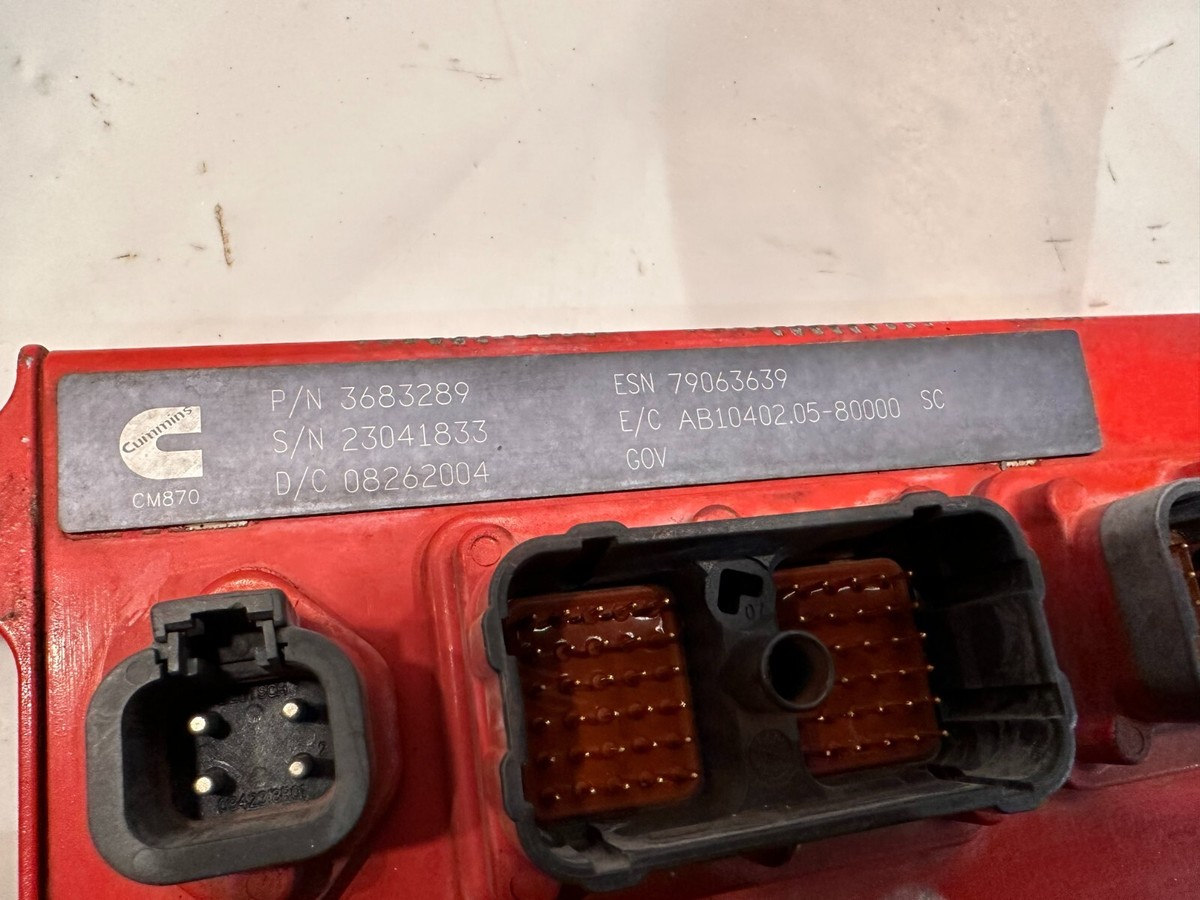 Cummins
CM870
P/N 3683289
S/N 23041833
D/C 08262004
ESN 79063639
E/C AB10402.05-80000 SC
GOV